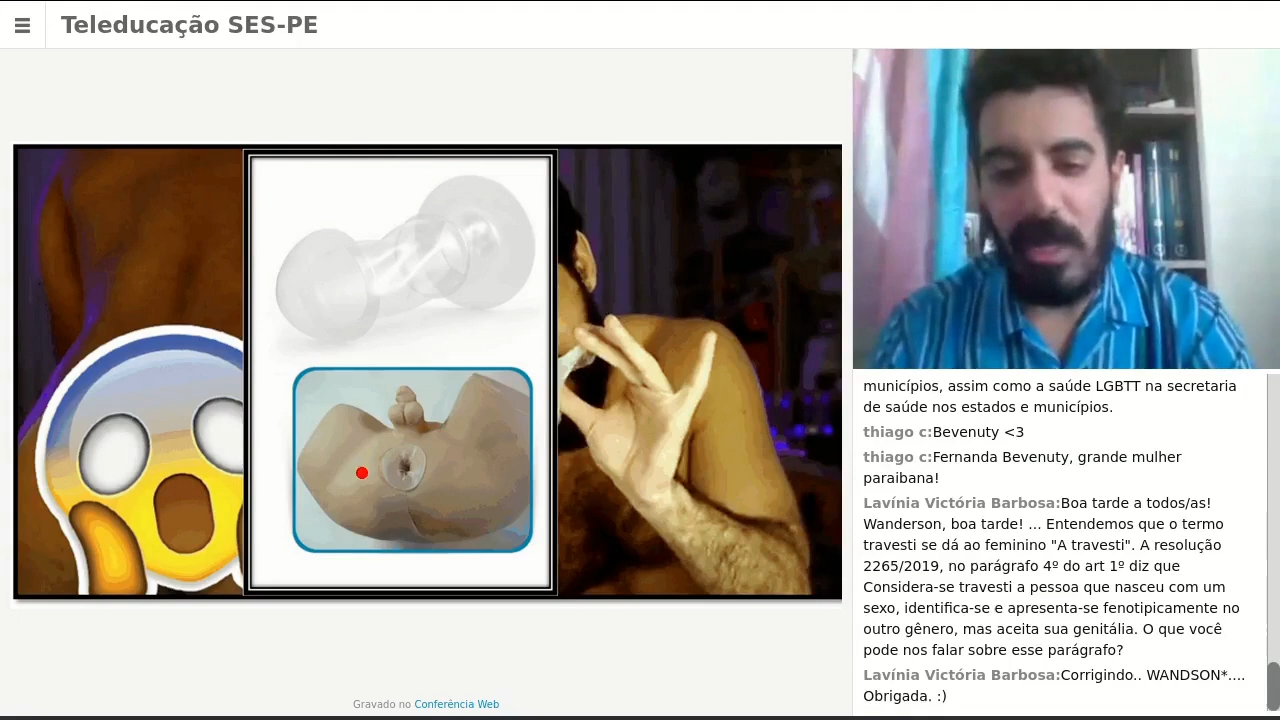 Teleducação SES-PE
municípios, assim como a saúde LGBTT na secretaria
de saúde nos estados e municípios.
thiago c:Bevenuty <3
thiago c:Fernanda Bevenuty, grande mulher
paraibana!
Lavínia Victória Barbosa:Boa tarde a todos/as!
Wanderson, boa tarde! ... Entendemos que o termo
travesti se dá ao feminino "A travesti". A resolução
2265/2019, no parágrafo 4º do art 1º diz que
Considera-se travesti a pessoa que nasceu com um
sexo, identifica-se e apresenta-se fenotipicamente no
outro gênero, mas aceita sua genitália. O que você
pode nos falar sobre esse parágrafo?
Lavínia Victória Barbosa:Corrigindo.. WANDSON*....
Obrigada. :)
Gravado no Conferência Web